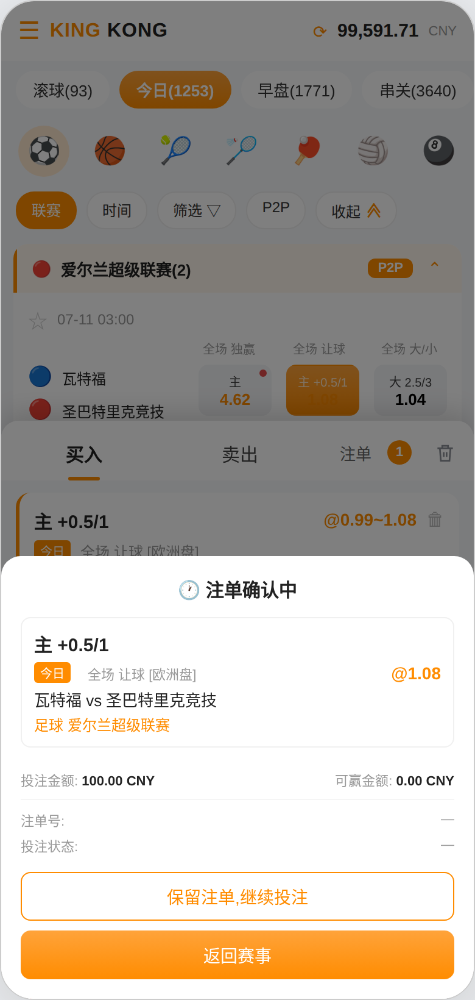 KING KONG
99,591.71 CNY
滚球(93)
今日(1253)
早盘(1771)
串关(3640)
8
联赛
时间
筛选 ▽
P2P
收起
爱尔兰超级联赛(2)
P2P
07-11 03:00
全场 独赢
全场 让球
全场 大/小
瓦特福
主
4.62
主 +0.5/1
1.08
大 2.5/3
1.04
圣巴特里克竞技
买入
卖出
注单 1
主 +0.5/1
@0.99~1.08
今日 全场 让球 [欧洲盘]
注单确认中
主 +0.5/1
今日 全场 让球 [欧洲盘]
@1.08
瓦特福 vs 圣巴特里克竞技
足球 爱尔兰超级联赛
投注金额: 100.00 CNY
可赢金额: 0.00 CNY
注单号: —
投注状态: —
保留注单,继续投注
返回赛事